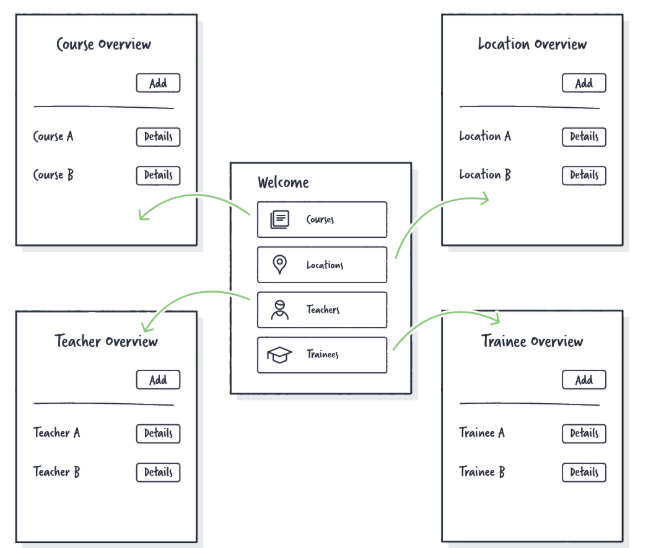 Course Overview
Add
Course A Details
Course B Details
Location Overview
Add
Location A Details
Location B Details
Welcome
Courses
Locations
Teachers
Trainees
Teacher Overview
Add
Teacher A Details
Teacher B Details
Trainee Overview
Add
Trainee A Details
Trainee B Details